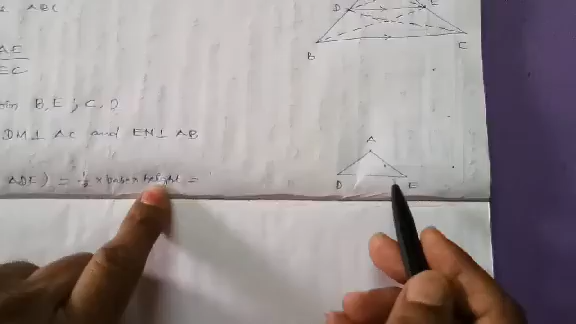 ABC
AE
EC
B, E ; C, D
DM⊥ AC and EN⊥ AB
ADE) = ½ × base × height =
D E
B C
A
D E